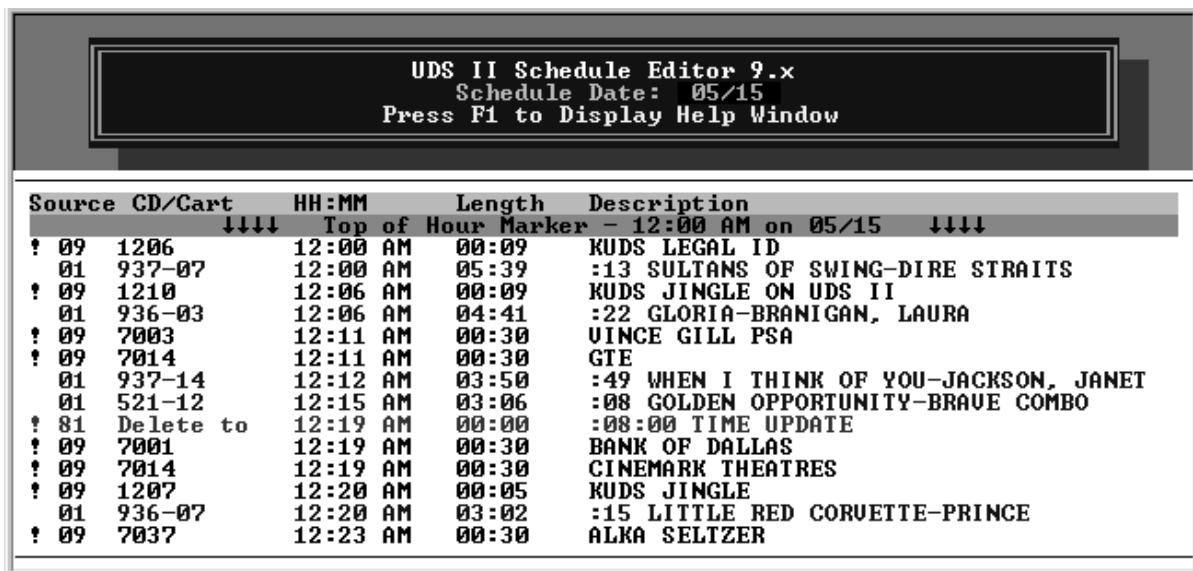 UDS II Schedule Editor 9.x
Schedule Date: 05/15
Press F1 to Display Help Window
Source CD/Cart HH:MM Length Description
↓↓↓↓ Top of Hour Marker - 12:00 AM on 05/15 ↓↓↓↓
! 09 1206 12:00 AM 00:09 KUDS LEGAL ID
01 937-07 12:00 AM 05:39 :13 SULTANS OF SWING-DIRE STRAITS
! 09 1210 12:06 AM 00:09 KUDS JINGLE ON UDS II
01 936-03 12:06 AM 04:41 :22 GLORIA-BRANIGAN, LAURA
! 09 7003 12:11 AM 00:30 VINCE GILL PSA
! 09 7014 12:11 AM 00:30 GTE
01 937-14 12:12 AM 03:50 :49 WHEN I THINK OF YOU-JACKSON, JANET
01 521-12 12:15 AM 03:06 :08 GOLDEN OPPORTUNITY-BRAVE COMBO
! 81 Delete to 12:19 AM 00:00 :08:00 TIME UPDATE
! 09 7001 12:19 AM 00:30 BANK OF DALLAS
! 09 7014 12:19 AM 00:30 CINEMARK THEATRES
! 09 1207 12:20 AM 00:05 KUDS JINGLE
01 936-07 12:20 AM 03:02 :15 LITTLE RED CORVETTE-PRINCE
! 09 7037 12:23 AM 00:30 ALKA SELTZER